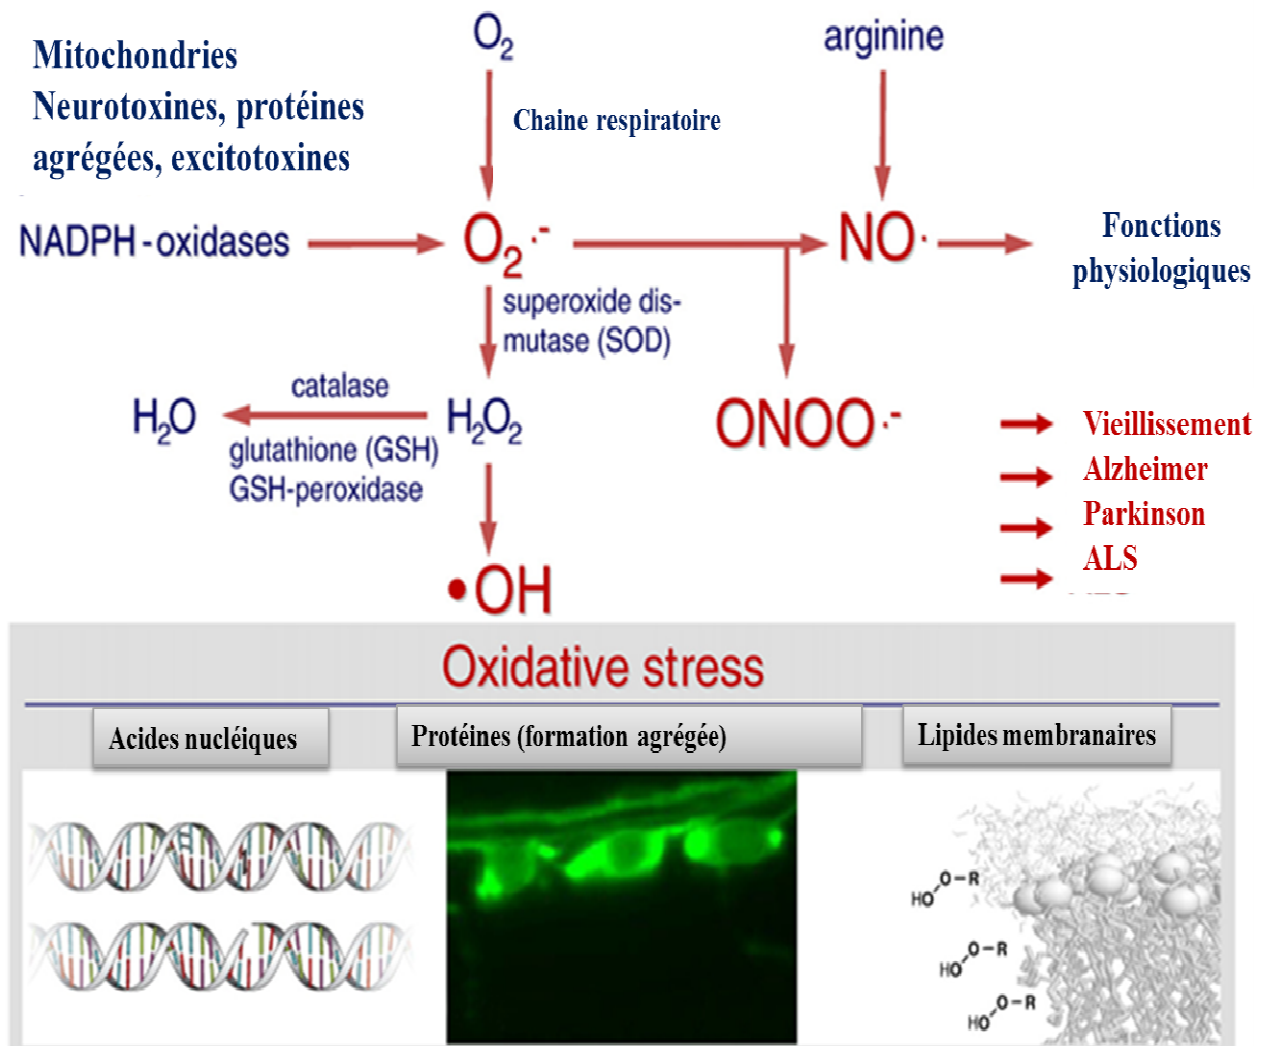 O₂
arginine
Mitochondries
Neurotoxines, protéines
agrégées, excitotoxines
Chaine respiratoire
NADPH-oxidases
O₂·-
NO·
Fonctions
physiologiques
superoxide dis-
mutase (SOD)
catalase
H₂O
H₂O₂
glutathione (GSH)
GSH-peroxidase
ONOO·-
Vieillissement
Alzheimer
Parkinson
ALS
•OH
Oxidative stress
Acides nucléiques
Protéines (formation agrégée)
Lipides membranaires
HO O-R
HO O-R
HO O-R